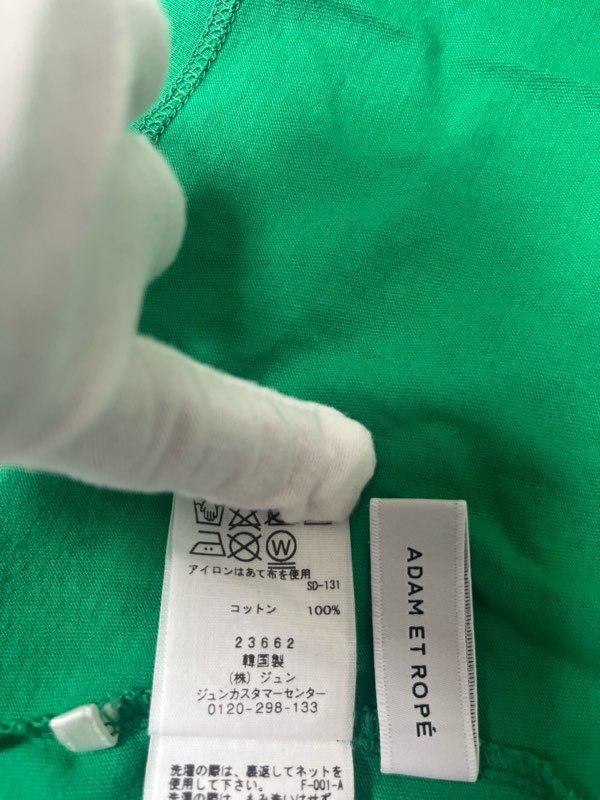 W
アイロンはあて布を使用
SD-131
コットン 100%
23662
韓国製
(株) ジュン
ジュンカスタマーセンター
0120-298-133
洗濯の際は、裏返してネットを
使用して下さい。 F-001-A
ADAM ET ROPÉ